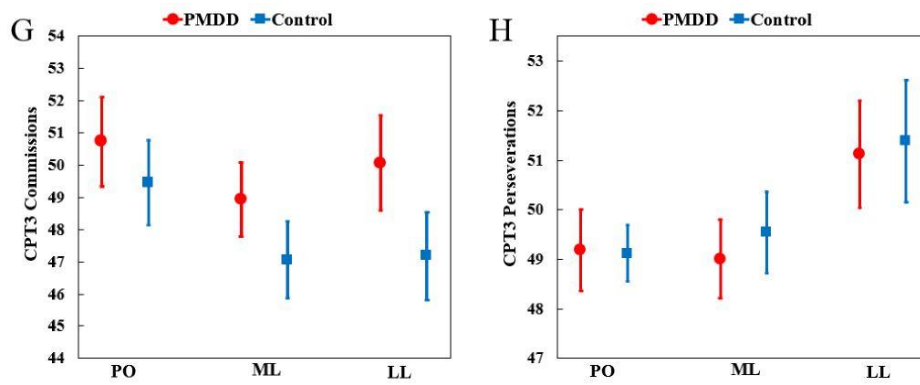 G
PMDD Control
CPT3 Commissions
54
53
52
51
50
49
48
47
46
45
44
PO ML LL
H
PMDD Control
CPT3 Perseverations
53
52
51
50
49
48
47
PO ML LL